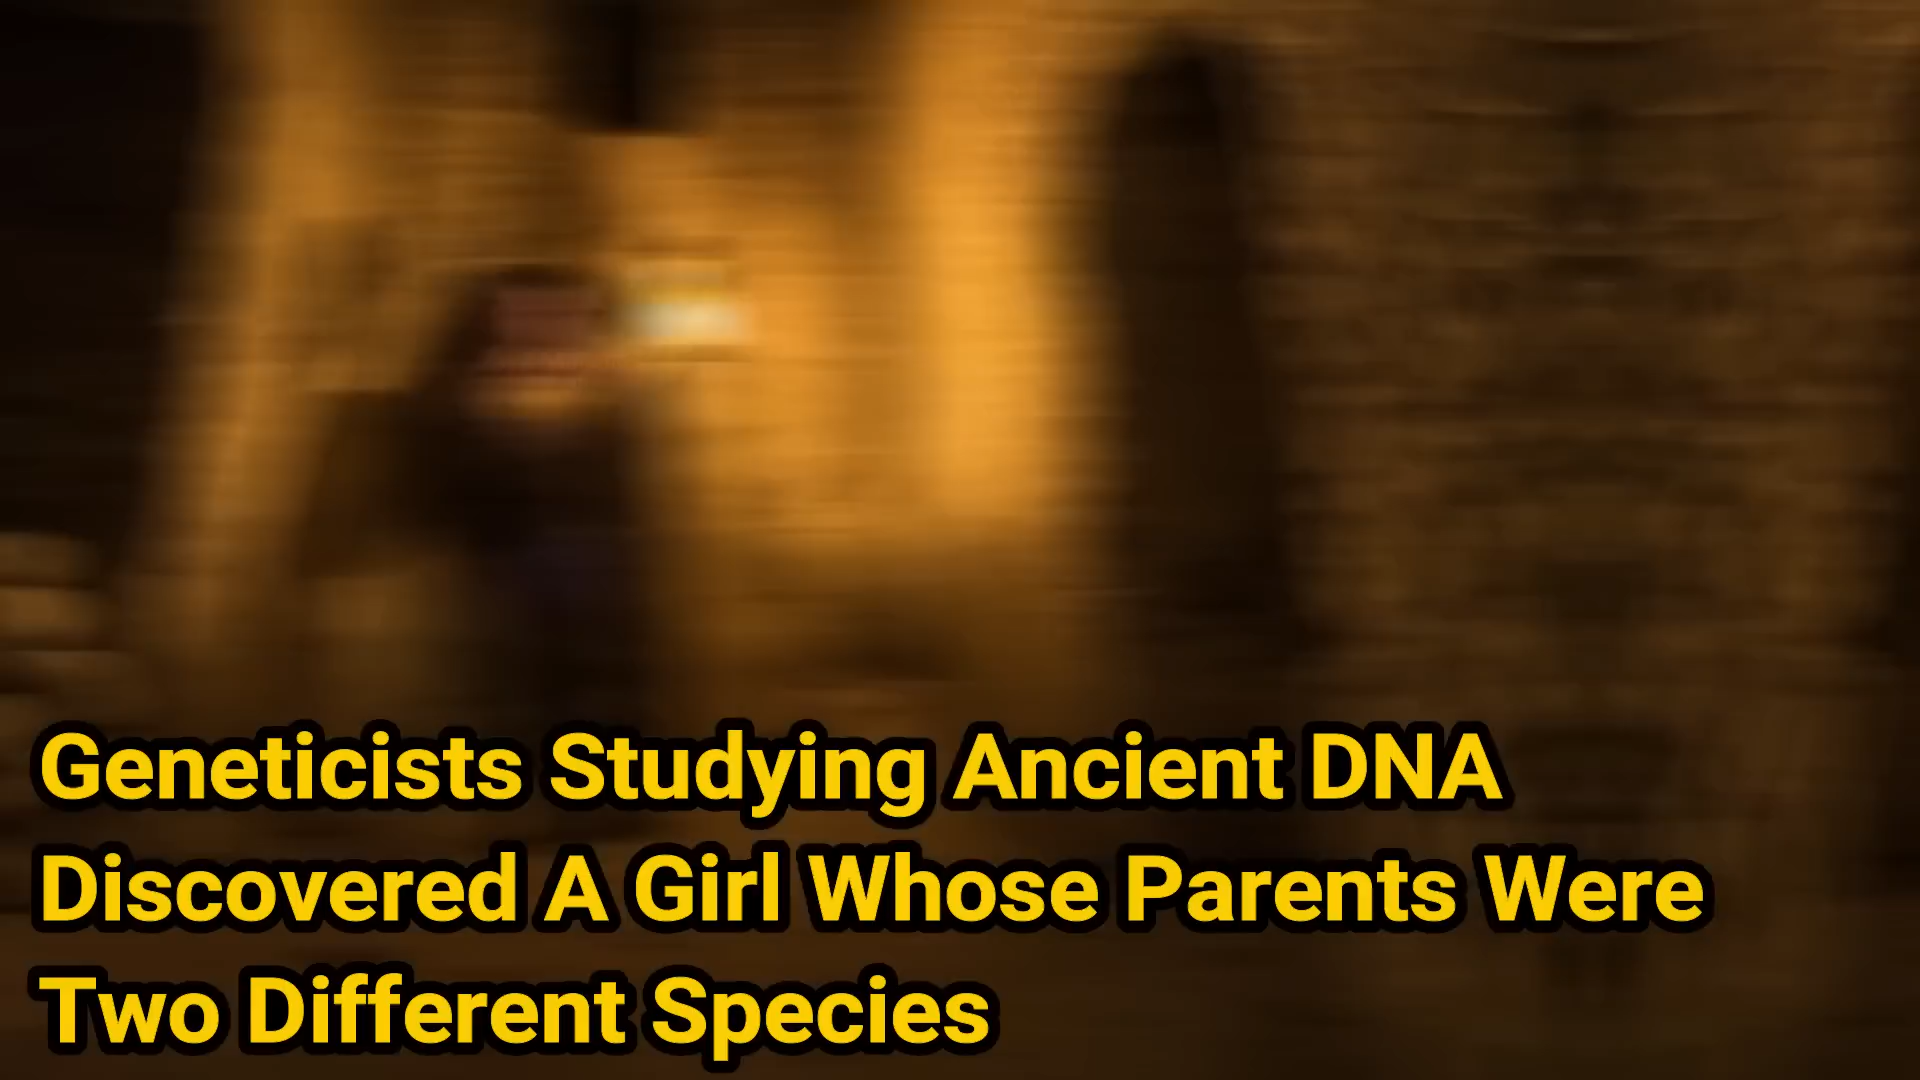 Geneticists Studying Ancient DNA
Discovered A Girl Whose Parents Were
Two Different Species